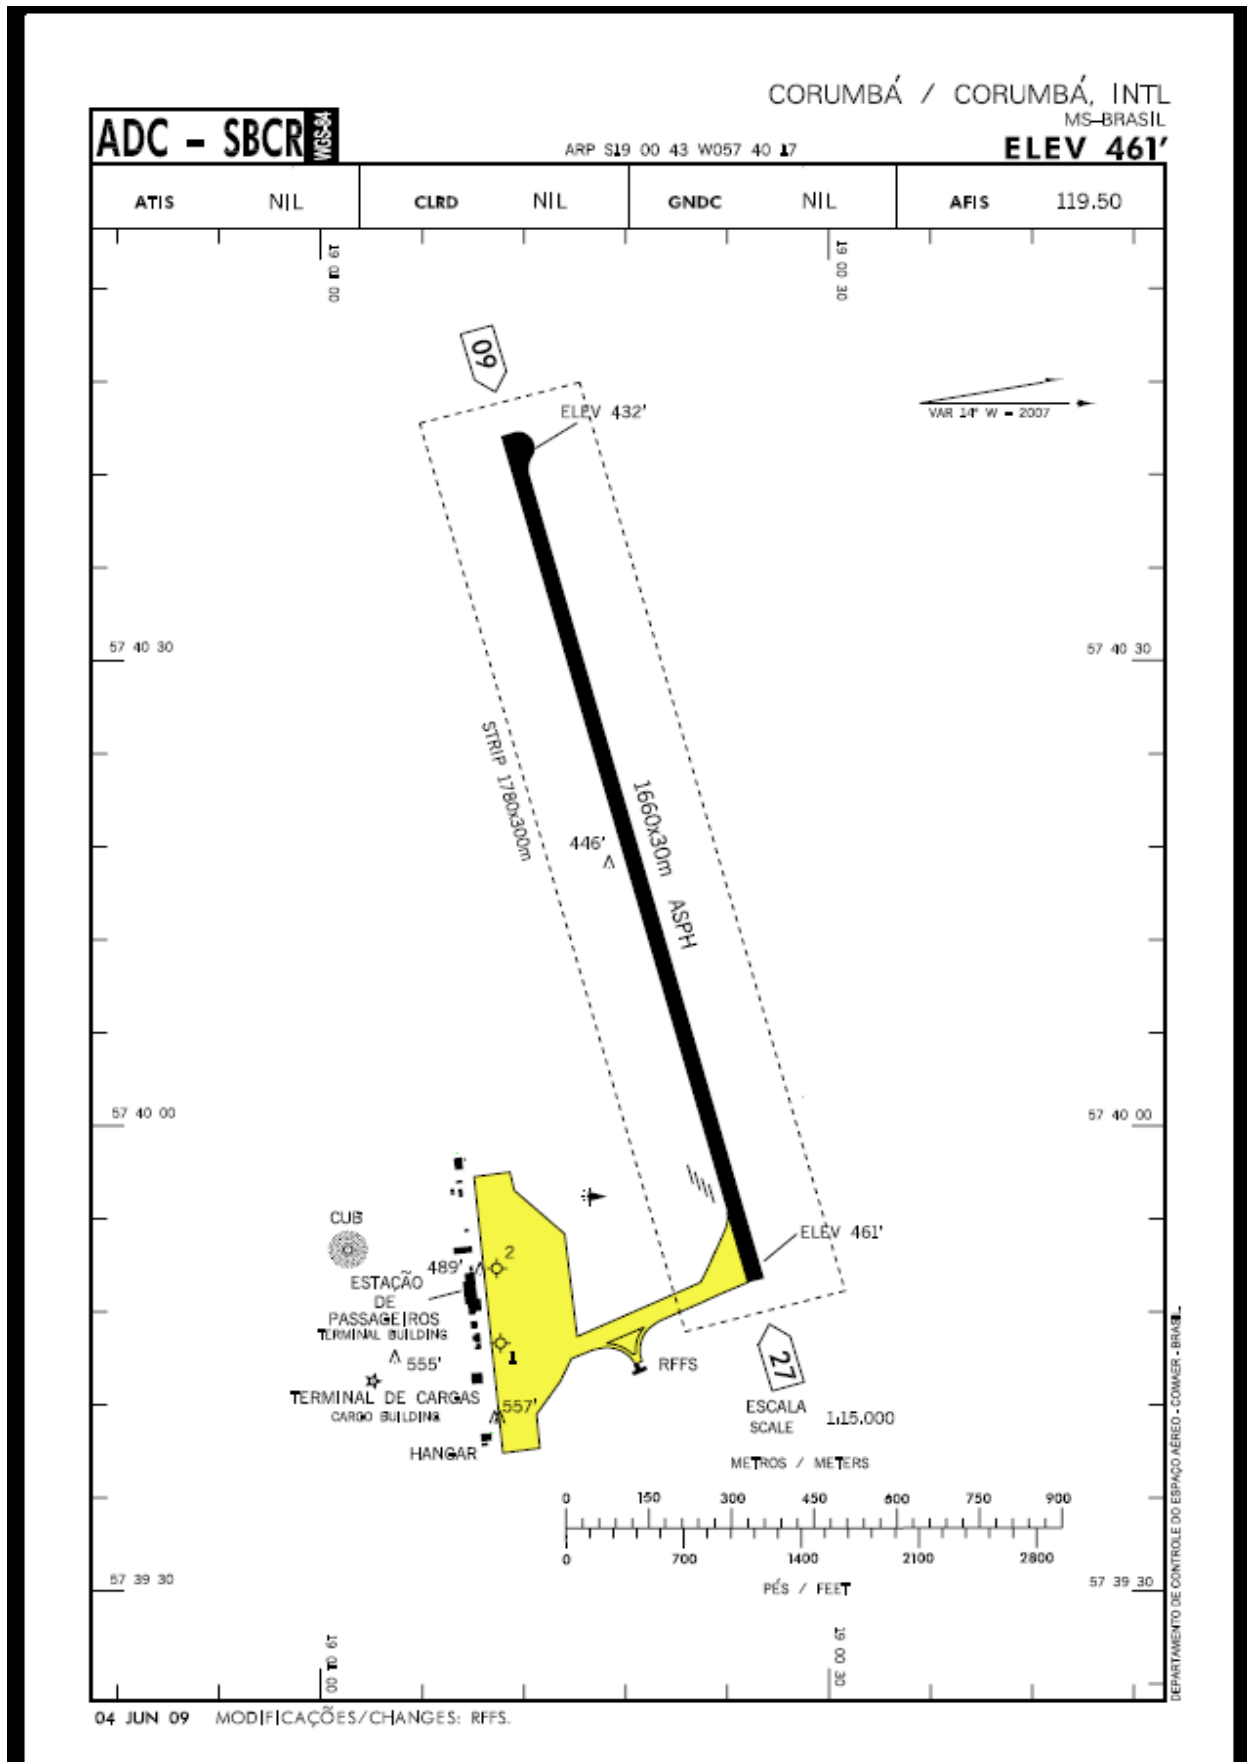 CORUMBÁ / CORUMBÁ, INTL
MS-BRASIL
ADC - SBCR WGS-84
ARP S19 00 43 W057 40 17
ELEV 461'
ATIS NIL CLRD NIL GNDC NIL AFIS 119.50
19 01 00
19 00 30
09
ELEV 432'
VAR 14° W - 2007
57 40 30
57 40 30
STRIP 1780x300m
1660x30m ASPH
446'
57 40 00
57 40 00
CUB
2
489'
ELEV 461'
ESTAÇÃO
DE
PASSAGEIROS
TERMINAL BUILDING
1
555'
RFFS
27
TERMINAL DE CARGAS
CARGO BUILDING
557'
HANGAR
ESCALA
SCALE
1:15.000
METROS / METERS
0 150 300 450 600 750 900
0 700 1400 2100 2800
PÉS / FEET
57 39 30
57 39 30
19 01 00
19 00 30
DEPARTAMENTO DE CONTROLE DO ESPAÇO AÉREO - COMAER - BRASIL
04 JUN 09 MODIFICAÇÕES/CHANGES: RFFS.